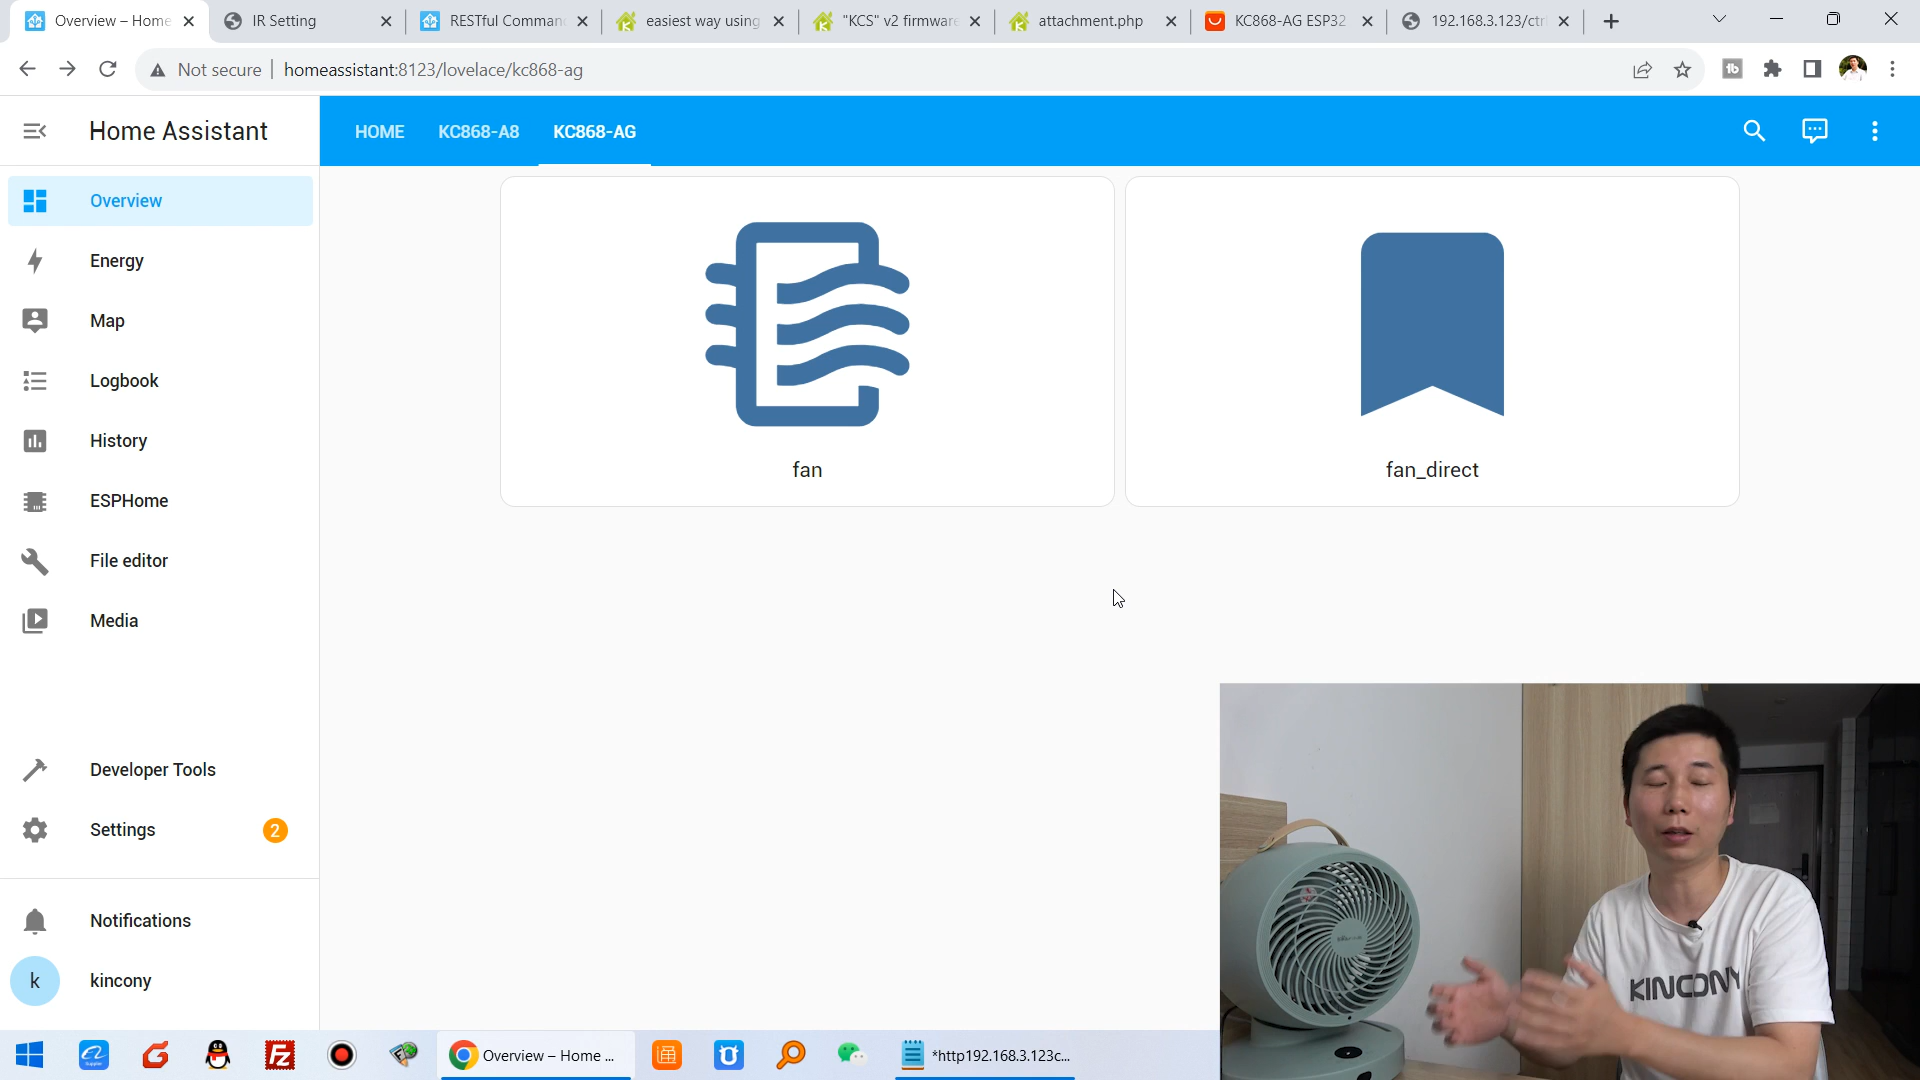 Overview – Home
IR Setting
RESTful Comman
easiest way using
"KCS" v2 firmware
attachment.php
KC868-AG ESP32
192.168.3.123/ctr
Not secure
homeassistant:8123/lovelace/kc868-ag
Home Assistant
HOME
KC868-A8
KC868-AG
Overview
Energy
Map
Logbook
History
ESPHome
File editor
Media
Developer Tools
Settings
2
Notifications
k
kincony
fan
fan_direct
KINCONY
Overview – Home ...
*http192.168.3.123c...